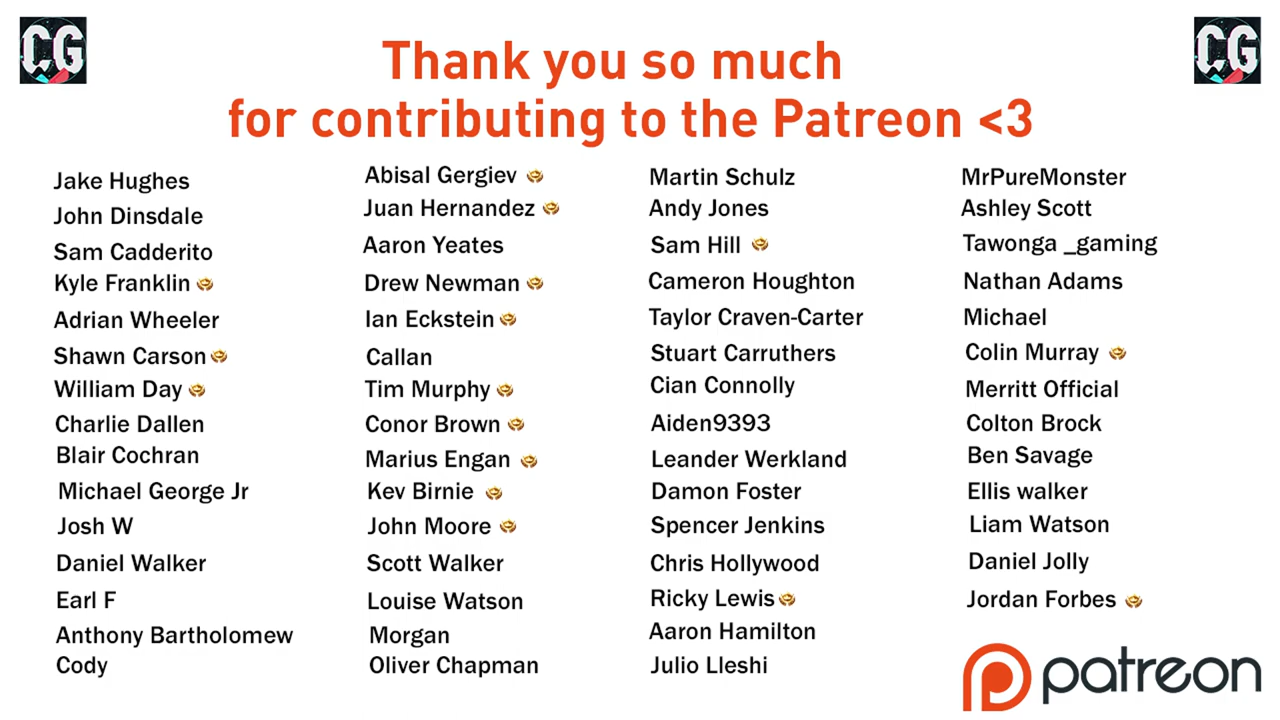 CG
CG
Thank you so much
for contributing to the Patreon <3
Jake Hughes
John Dinsdale
Sam Cadderito
Kyle Franklin
Adrian Wheeler
Shawn Carson
William Day
Charlie Dallen
Blair Cochran
Michael George Jr
Josh W
Daniel Walker
Earl F
Anthony Bartholomew
Cody
Abisal Gergiev
Juan Hernandez
Aaron Yeates
Drew Newman
Ian Eckstein
Callan
Tim Murphy
Conor Brown
Marius Engan
Kev Birnie
John Moore
Scott Walker
Louise Watson
Morgan
Oliver Chapman
Martin Schulz
Andy Jones
Sam Hill
Cameron Houghton
Taylor Craven-Carter
Stuart Carruthers
Cian Connolly
Aiden9393
Leander Werkland
Damon Foster
Spencer Jenkins
Chris Hollywood
Ricky Lewis
Aaron Hamilton
Julio Lleshi
MrPureMonster
Ashley Scott
Tawonga _gaming
Nathan Adams
Michael
Colin Murray
Merritt Official
Colton Brock
Ben Savage
Ellis walker
Liam Watson
Daniel Jolly
Jordan Forbes
patreon